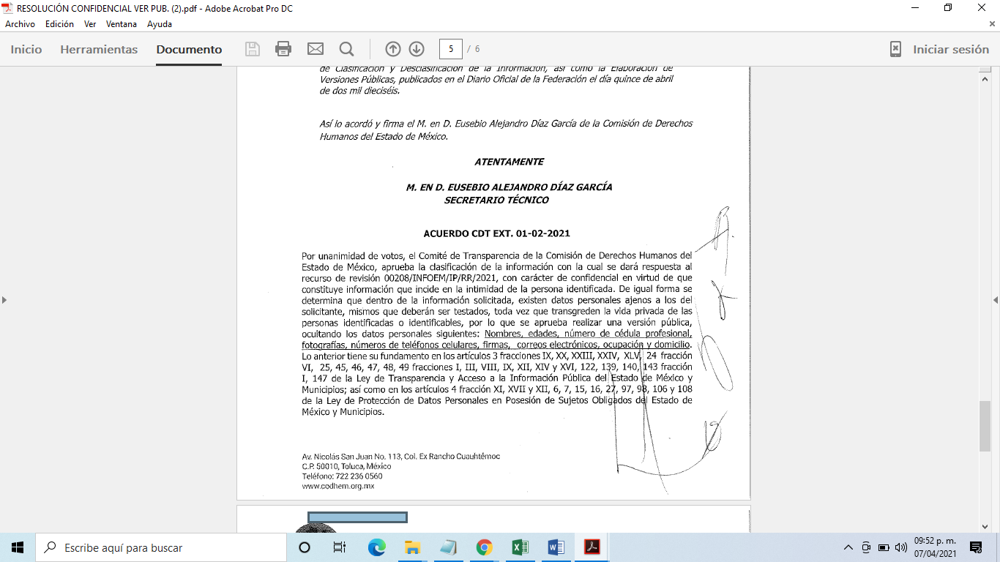 RESOLUCIÓN CONFIDENCIAL VER PUB. (2).pdf - Adobe Acrobat Pro DC
Archivo Edición Ver Ventana Ayuda
Inicio Herramientas Documento 5 / 6 Iniciar sesión
de Clasificación y Desclasificación de la Información, así como la Elaboración de
Versiones Públicas, publicados en el Diario Oficial de la Federación el día quince de abril
de dos mil dieciséis.
Así lo acordó y firma el M. en D. Eusebio Alejandro Díaz García de la Comisión de Derechos
Humanos del Estado de México.
ATENTAMENTE
M. EN D. EUSEBIO ALEJANDRO DÍAZ GARCÍA
SECRETARIO TÉCNICO
ACUERDO CDT EXT. 01-02-2021
Por unanimidad de votos, el Comité de Transparencia de la Comisión de Derechos Humanos del
Estado de México, aprueba la clasificación de la información con la cual se dará respuesta al
recurso de revisión 00208/INFOEM/IP/RR/2021, con carácter de confidencial en virtud de que
constituye información que incide en la intimidad de la persona identificada. De igual forma se
determina que dentro de la información solicitada, existen datos personales ajenos a los del
solicitante, mismos que deberán ser testados, toda vez que transgreden la vida privada de las
personas identificadas o identificables, por lo que se aprueba realizar una versión pública,
ocultando los datos personales siguientes: Nombres, edades, número de cédula profesional,
fotografías, números de teléfonos celulares, firmas, correos electrónicos, ocupación y domicilio.
Lo anterior tiene su fundamento en los artículos 3 fracciones IX, XX, XXIII, XXIV, XLV, 24 fracción
VI, 25, 45, 46, 47, 48, 49 fracciones I, III, VIII, IX, XII, XIV y XVI, 122, 139, 140, 143 fracción
I, 147 de la Ley de Transparencia y Acceso a la Información Pública del Estado de México y
Municipios; así como en los artículos 4 fracción XI, XVII y XII, 6, 7, 15, 16, 27, 97, 98, 106 y 108
de la Ley de Protección de Datos Personales en Posesión de Sujetos Obligados del Estado de
México y Municipios.
Av. Nicolás San Juan No. 113, Col. Ex Rancho Cuauhtémoc
C.P. 50010, Toluca, México
Teléfono: 722 236 0560
www.codhem.org.mx
Escribe aquí para buscar
09:52 p. m.
07/04/2021